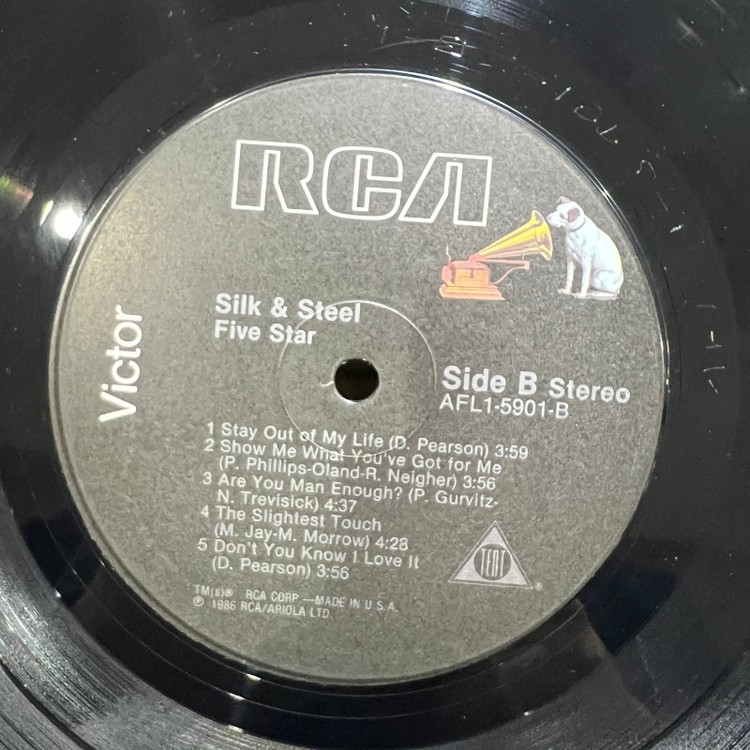 RCA
Silk & Steel
Five Star
Victor
Side B Stereo
AFL1-5901-B
1 Stay Out of My Life (D. Pearson) 3:59
2 Show Me What You've Got for Me
(P. Phillips-Oland-R. Neigher) 3:56
3 Are You Man Enough? (P. Gurvitz-
N. Trevisick) 4:37
4 The Slightest Touch
(M. Jay-M. Morrow) 4:28
5 Don't You Know I Love It
(D. Pearson) 3:56
TENT
®
TM(s)® RCA CORP —MADE IN U.S.A.
℗ 1986 RCA/ARIOLA LTD.